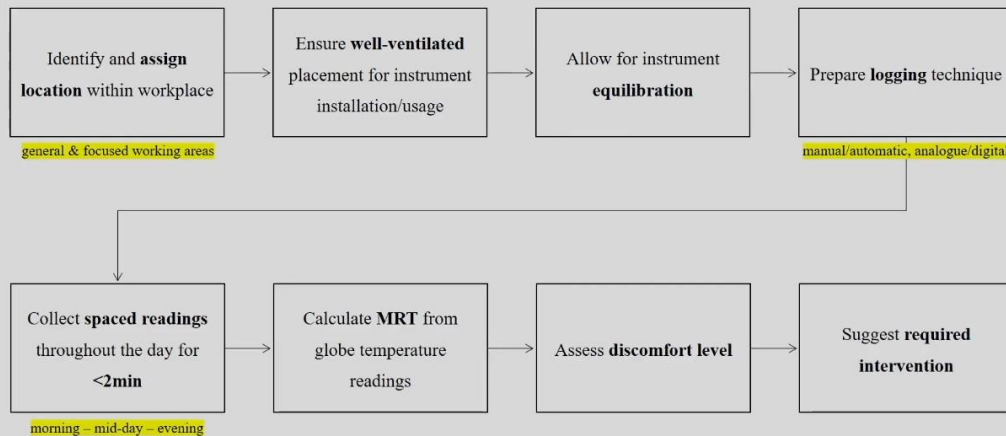 Identify and assign
location within workplace
general & focused working areas
Ensure well-ventilated
placement for instrument
installation/usage
Allow for instrument
equilibration
Prepare logging technique
manual/automatic, analogue/digital
Collect spaced readings
throughout the day for
<2min
morning – mid-day – evening
Calculate MRT from
globe temperature
readings
Assess discomfort level
Suggest required
intervention